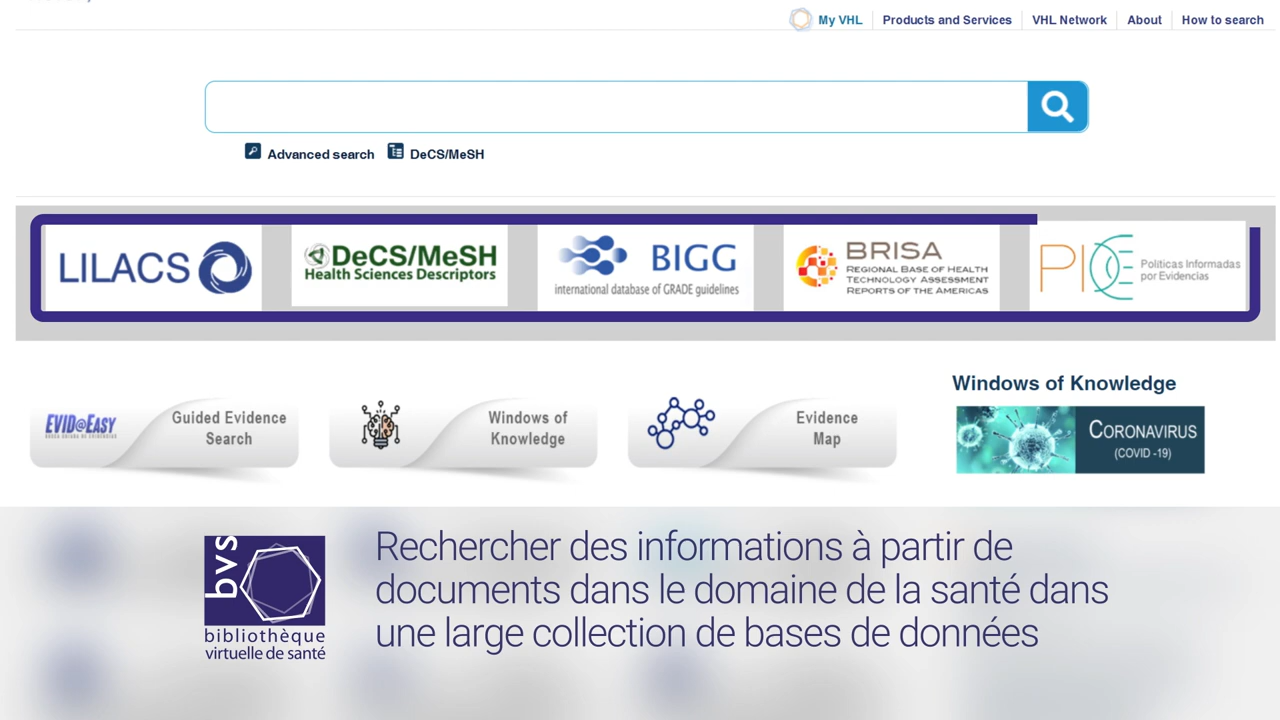 My VHL
Products and Services
VHL Network
About
How to search
Advanced search
DeCS/MeSH
LILACS
DeCS/MeSH
Health Sciences Descriptors
BIGG
international database of GRADE guidelines
BRISA
REGIONAL BASE OF HEALTH
TECHNOLOGY ASSESSMENT
REPORTS OF THE AMERICAS
PIE
Políticas Informadas
por Evidencias
EVID@EASY
Guided Evidence
Search
Windows of
Knowledge
Evidence
Map
Windows of Knowledge
CORONAVIRUS
(COVID -19)
bvs
bibliothèque
virtuelle de santé
Rechercher des informations à partir de
documents dans le domaine de la santé dans
une large collection de bases de données